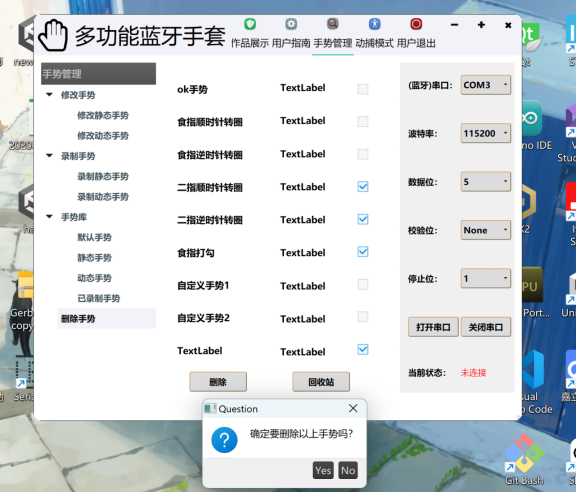 多功能蓝牙手套
作品展示 用户指南 手势管理 动捕模式 用户退出
手势管理
修改手势
修改静态手势
修改动态手势
录制手势
录制静态手势
录制动态手势
手势库
默认手势
静态手势
动态手势
已录制手势
删除手势
ok手势 TextLabel
食指顺时针转圈 TextLabel
食指逆时针转圈 TextLabel
二指顺时针转圈 TextLabel
二指逆时针转圈 TextLabel
食指打勾 TextLabel
自定义手势1 TextLabel
自定义手势2 TextLabel
TextLabel TextLabel
删除 回收站
(蓝牙)串口: COM3
波特率: 115200
数据位: 5
校验位: None
停止位: 1
打开串口 关闭串口
当前状态: 未连接
Question
确定要删除以上手势吗?
Yes No
Qt
no IDE
Stud
X2
PU
Port...
Gerb
copy
Seria
sual
Code
嘉立
Git Bash